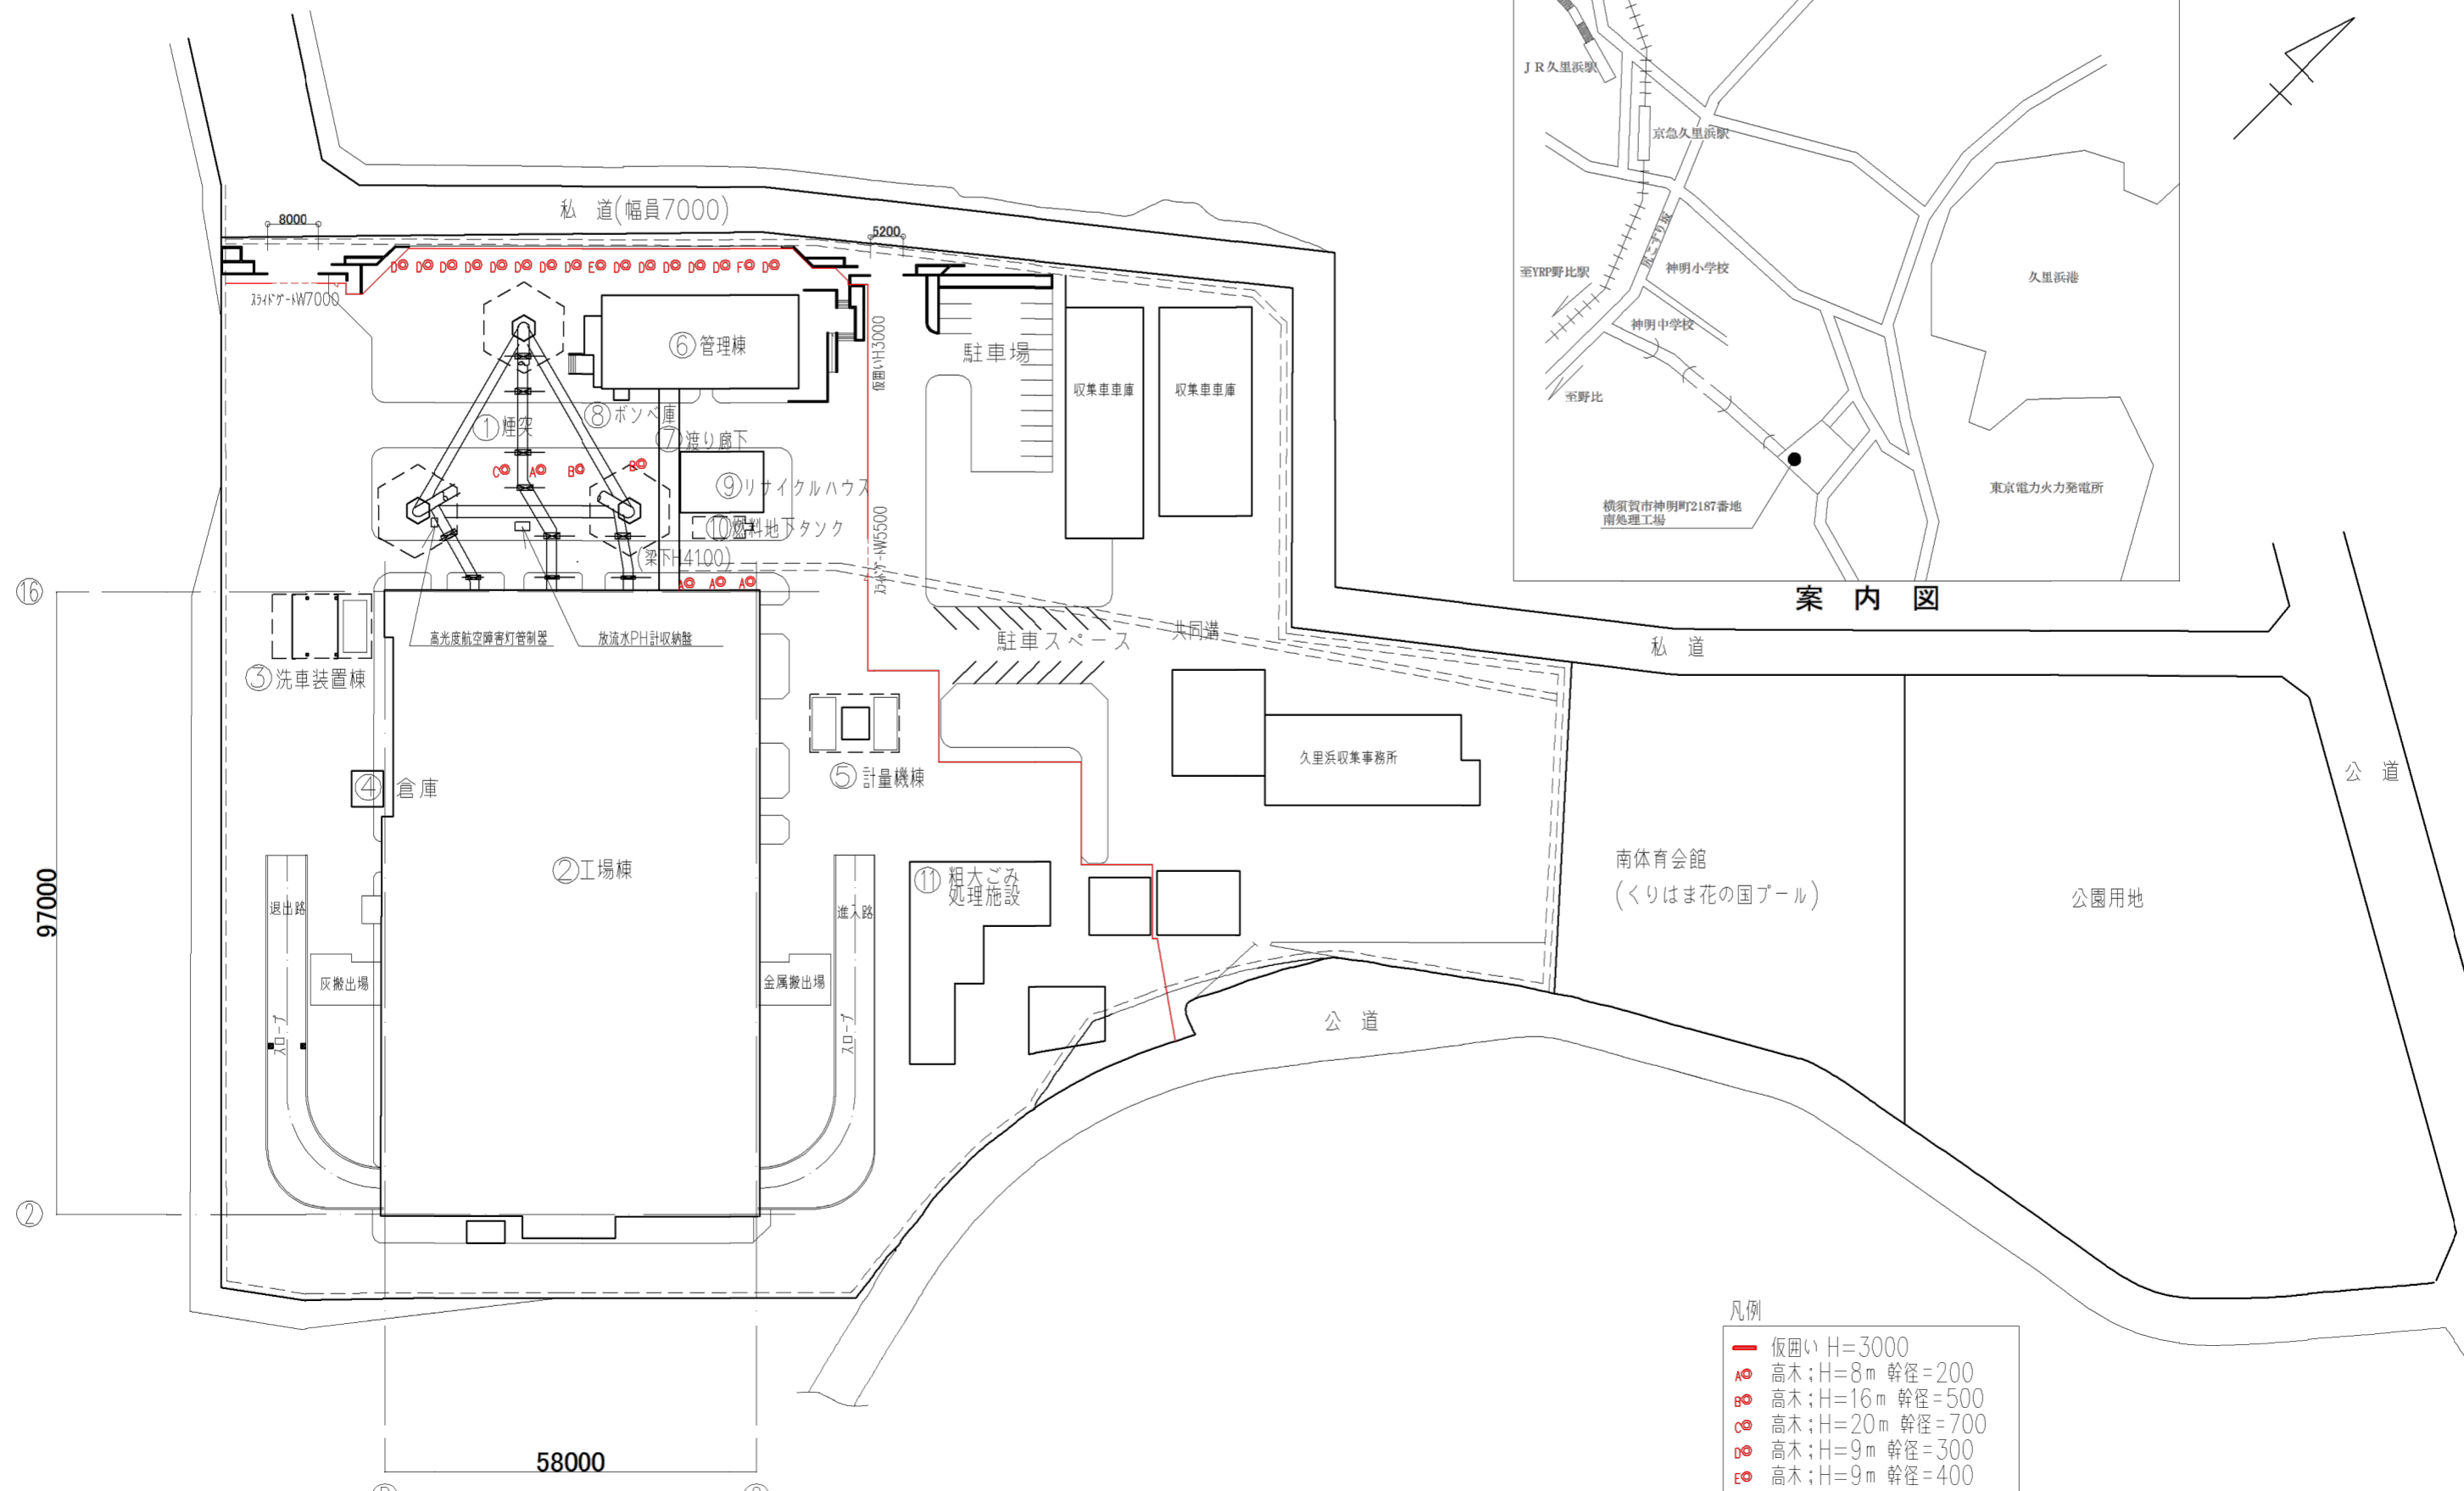 JR久里浜駅
京急久里浜駅
尻こすり坂
至YRP野比駅
神明小学校
久里浜港
神明中学校
至野比
横須賀市神明町2187番地
南処理工場
東京電力火力発電所
案 内 図
私 道(幅員7000)
8000
5200
D D D D D D D D E D D D D D F D
スライドゲートW7000
⑥管理棟
仮囲いH3000
駐車場
収集車車庫
収集車車庫
①煙突
⑧ボンベ庫
⑦渡り廊下
C A B B
⑨リサイクルハウス
⑩燃料地下タンク
(梁下H4100)
スライドゲートW5500
A A A
⑯
高光度航空障害灯管制器
放流水PH計収納盤
駐車スペース
共同溝
私 道
③洗車装置棟
久里浜収集事務所
公 道
⑤計量機棟
④ 倉庫
②工場棟
97000
⑪粗大ごみ
処理施設
南体育会館
(くりはま花の国プール)
公園用地
退出路
進入路
灰搬出場
金属搬出場
スロープ
スロープ
公 道
②
58000
凡例
仮囲い H=3000
A 高木;H=8m 幹径=200
B 高木;H=16m 幹径=500
C 高木;H=20m 幹径=700
D 高木;H=9m 幹径=300
E 高木;H=9m 幹径=400